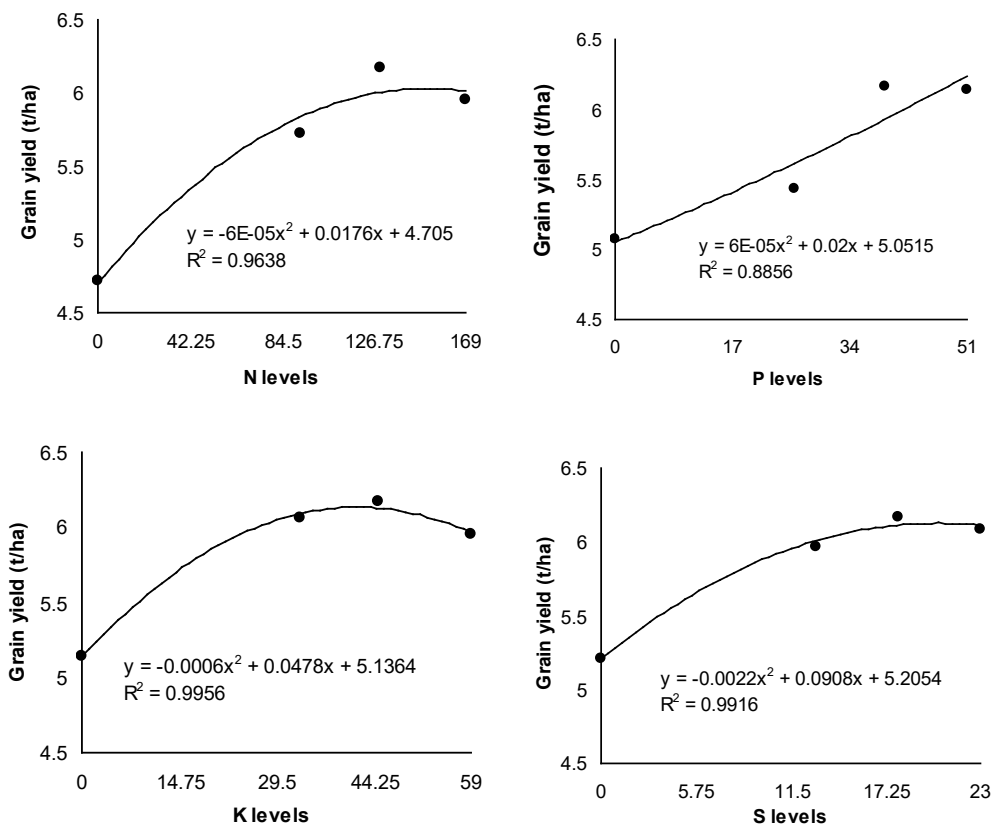 6.5
6
5.5
5
4.5
Grain yield (t/ha)
y = -6E-05x² + 0.0176x + 4.705
R² = 0.9638
0 42.25 84.5 126.75 169
N levels
6.5
6
5.5
5
4.5
Grain yield (t/ha)
y = 6E-05x² + 0.02x + 5.0515
R² = 0.8856
0 17 34 51
P levels
6.5
6
5.5
5
4.5
Grain yield (t/ha)
y = -0.0006x² + 0.0478x + 5.1364
R² = 0.9956
0 14.75 29.5 44.25 59
K levels
6.5
6
5.5
5
4.5
Grain yield (t/ha)
y = -0.0022x² + 0.0908x + 5.2054
R² = 0.9916
0 5.75 11.5 17.25 23
S levels